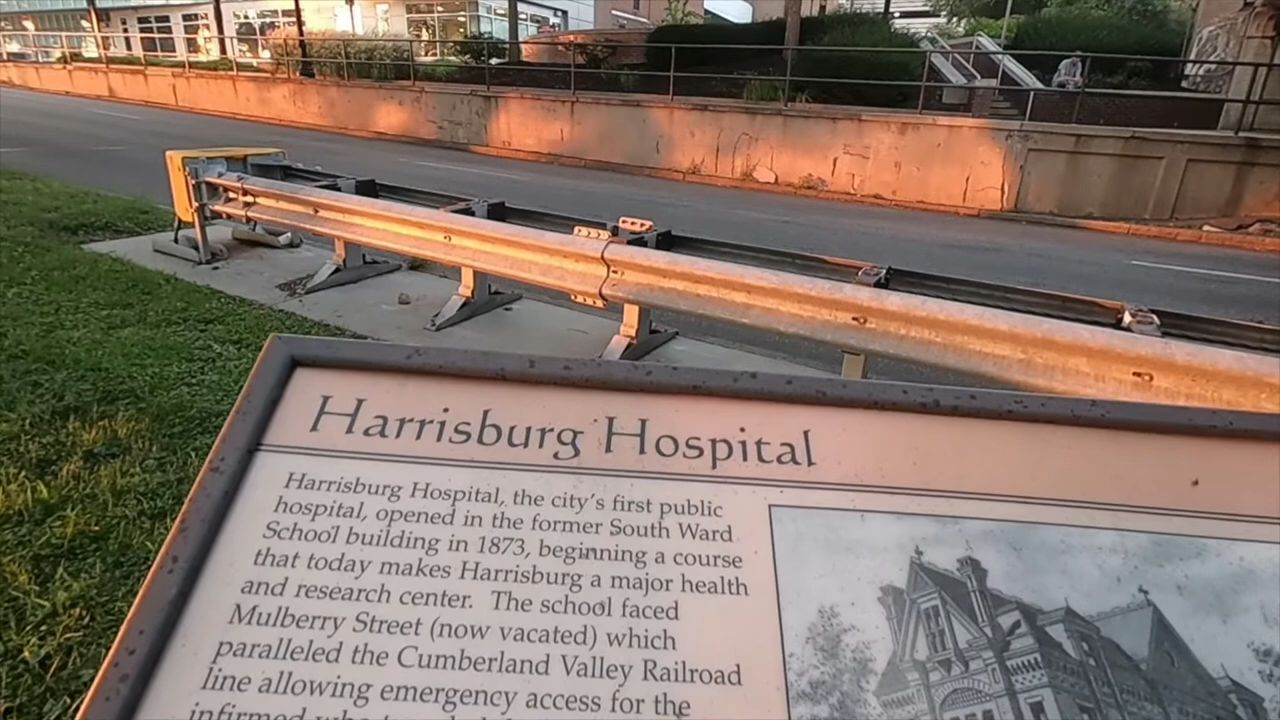 Harrisburg Hospital
Harrisburg Hospital, the city's first public
hospital, opened in the former South Ward
School building in 1873, beginning a course
that today makes Harrisburg a major health
and research center. The school faced
Mulberry Street (now vacated) which
paralleled the Cumberland Valley Railroad
line allowing emergency access for the
infirmed who